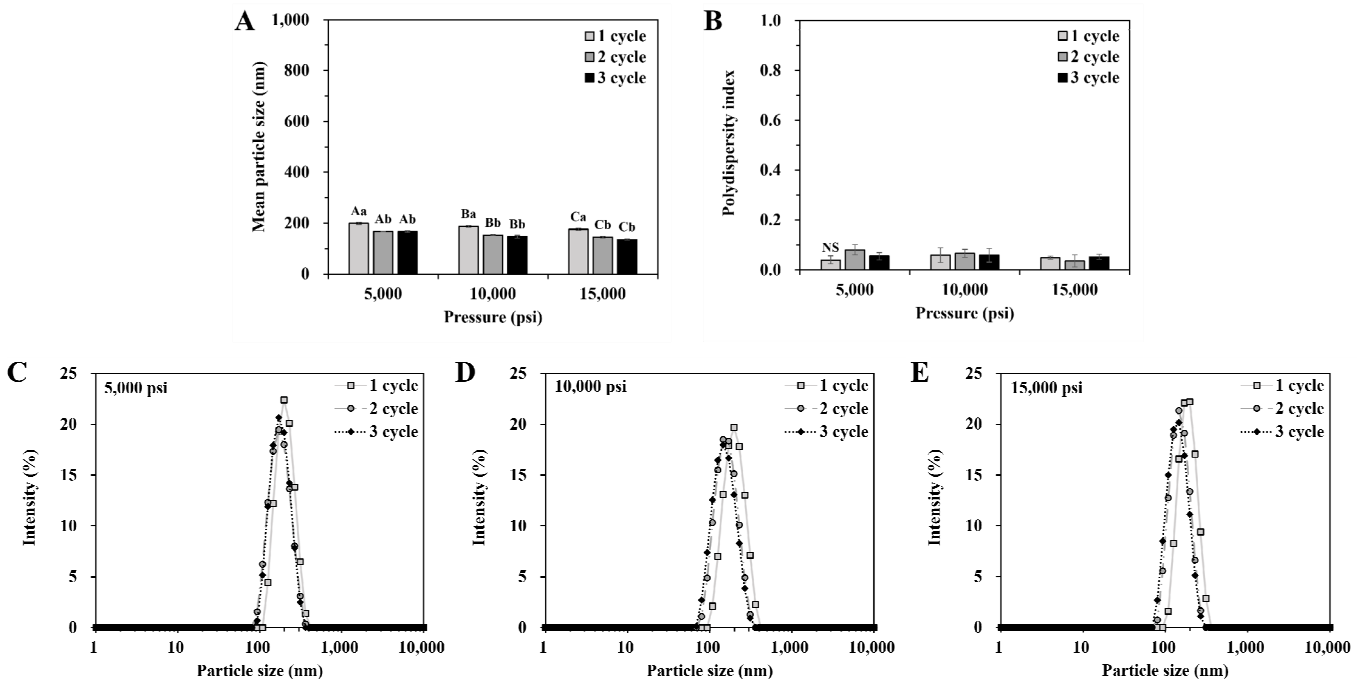 A
Mean particle size (nm)
1,000
800
600
400
200
0
1 cycle
2 cycle
3 cycle
Aa Ab Ab
Ba Bb Bb
Ca Cb Cb
5,000 10,000 15,000
Pressure (psi)
B
Polydispersity index
1.0
0.8
0.6
0.4
0.2
0.0
1 cycle
2 cycle
3 cycle
NS
5,000 10,000 15,000
Pressure (psi)
C
Intensity (%)
25
20
15
10
5
0
5,000 psi
1 cycle
2 cycle
3 cycle
1 10 100 1,000 10,000
Particle size (nm)
D
Intensity (%)
25
20
15
10
5
0
10,000 psi
1 cycle
2 cycle
3 cycle
1 10 100 1,000 10,000
Particle size (nm)
E
Intensity (%)
25
20
15
10
5
0
15,000 psi
1 cycle
2 cycle
3 cycle
1 10 100 1,000 10,000
Particle size (nm)